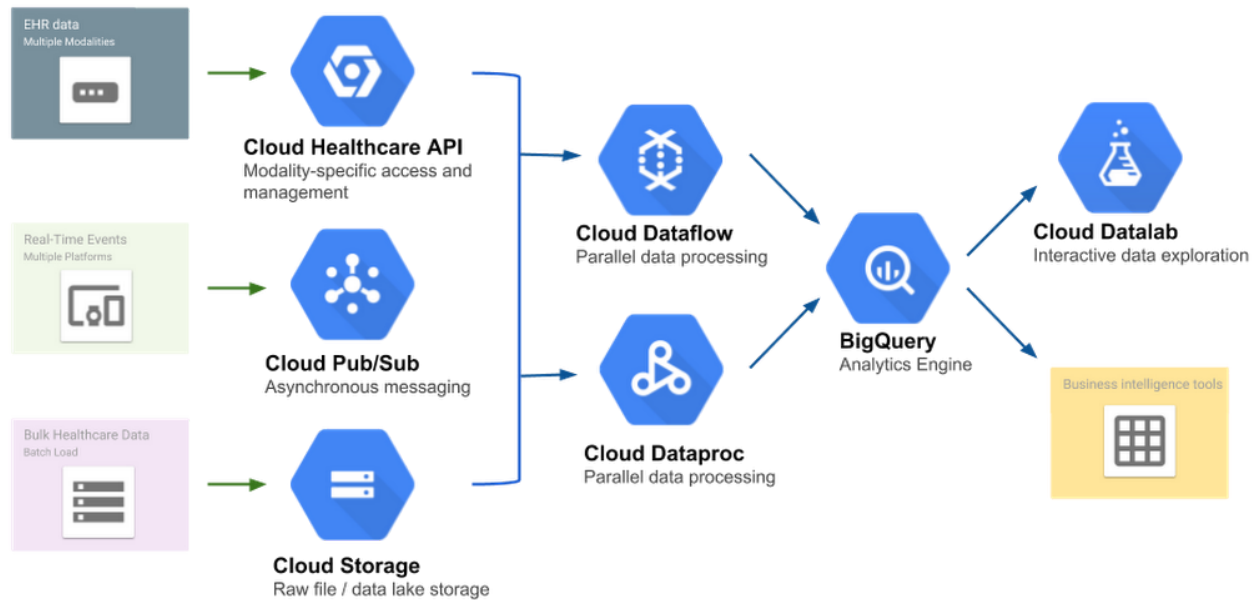 EHR data
Multiple Modalities
Cloud Healthcare API
Modality-specific access and
management
Real-Time Events
Multiple Platforms
Cloud Pub/Sub
Asynchronous messaging
Bulk Healthcare Data
Batch Load
Cloud Storage
Raw file / data lake storage
Cloud Dataflow
Parallel data processing
Cloud Dataproc
Parallel data processing
BigQuery
Analytics Engine
Cloud Datalab
Interactive data exploration
Business intelligence tools